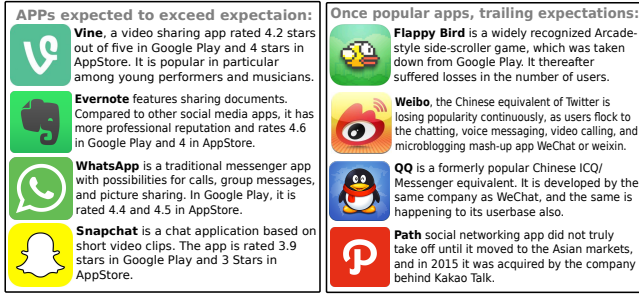 APPs expected to exceed expectaion:
Vine, a video sharing app rated 4.2 stars
out of five in Google Play and 4 stars in
AppStore. It is popular in particular
among young performers and musicians.
Evernote features sharing documents.
Compared to other social media apps, it has
more professional reputation and rates 4.6
in Google Play and 4 in AppStore.
WhatsApp is a traditional messenger app
with possibilities for calls, group messages,
and picture sharing. In Google Play, it is
rated 4.4 and 4.5 in AppStore.
Snapchat is a chat application based on
short video clips. The app is rated 3.9
stars in Google Play and 3 Stars in
AppStore.
Once popular apps, trailing expectations:
Flappy Bird is a widely recognized Arcade-
style side-scroller game, which was taken
down from Google Play. It thereafter
suffered losses in the number of users.
Weibo, the Chinese equivalent of Twitter is
losing popularity continuously, as users flock to
the chatting, voice messaging, video calling, and
microblogging mash-up app WeChat or weixin.
QQ is a formerly popular Chinese ICQ/
Messenger equivalent. It is developed by the
same company as WeChat, and the same is
happening to its userbase also.
Path social networking app did not truly
take off until it moved to the Asian markets,
and in 2015 it was acquired by the company
behind Kakao Talk.